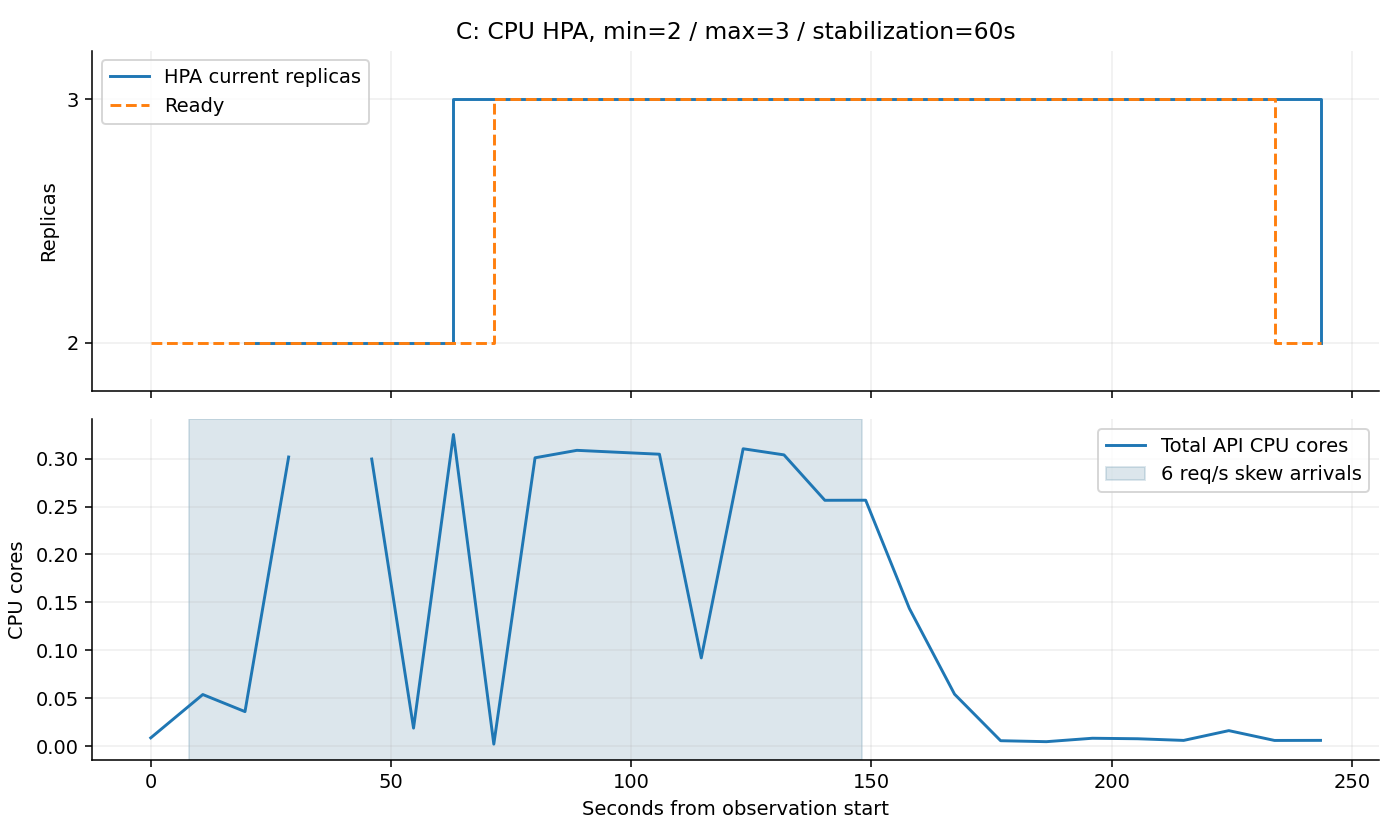 C: CPU HPA, min=2 / max=3 / stabilization=60s
HPA current replicas
Ready
3
2
Replicas
Total API CPU cores
6 req/s skew arrivals
0.30
0.25
0.20
0.15
0.10
0.05
0.00
CPU cores
0 50 100 150 200 250
Seconds from observation start